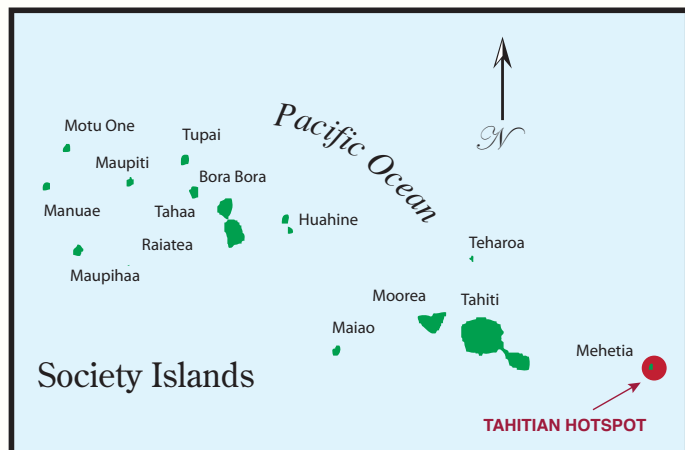 Pacific Ocean
N
Motu One
Tupai
Maupiti
Bora Bora
Manuae
Tahaa
Huahine
Raiatea
Teharoa
Maupihaa
Moorea
Tahiti
Maiao
Mehetia
Society Islands
TAHITIAN HOTSPOT